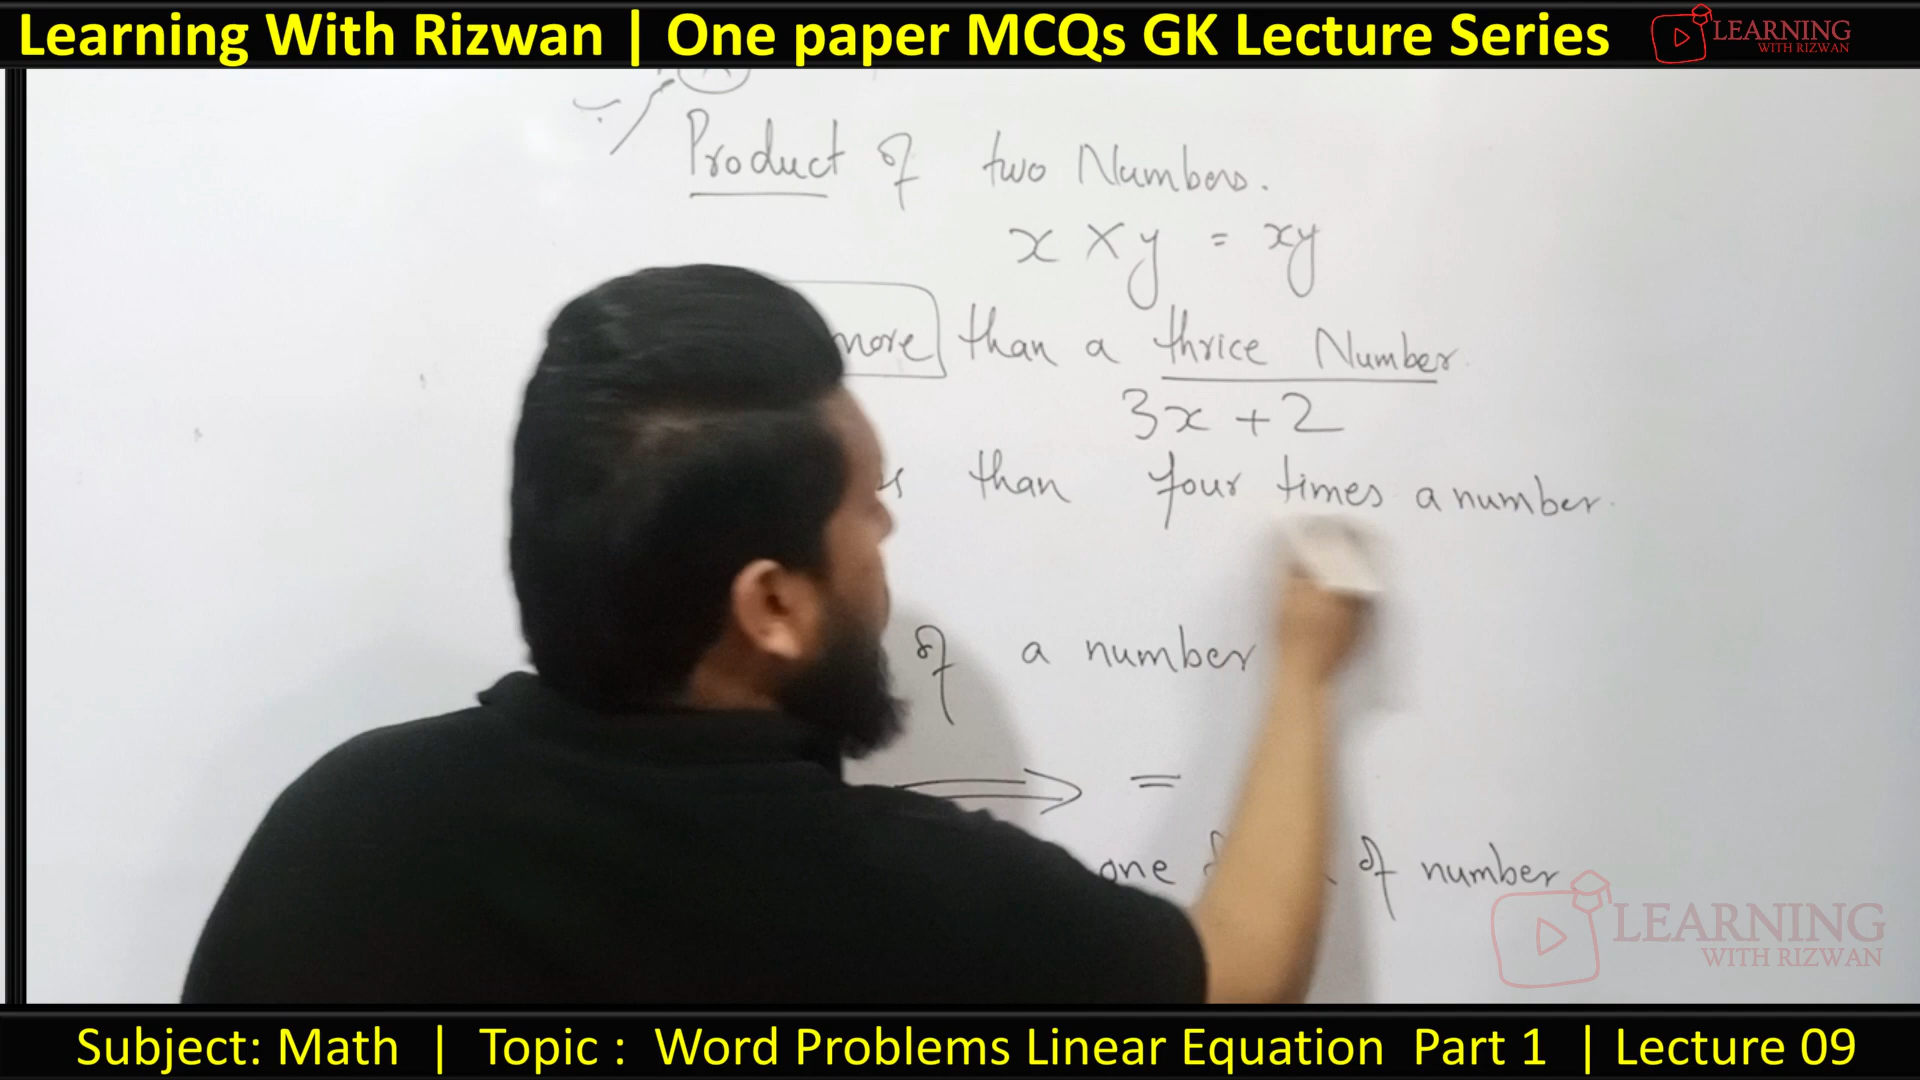 Learning With Rizwan | One paper MCQs GK Lecture Series
LEARNING
WITH RIZWAN
Product of two Numbers.
x × y = xy
more than a thrice Number
3x + 2
than four times a number.
of a number
⟹ =
one of number
LEARNING
WITH RIZWAN
Subject: Math | Topic : Word Problems Linear Equation Part 1 | Lecture 09